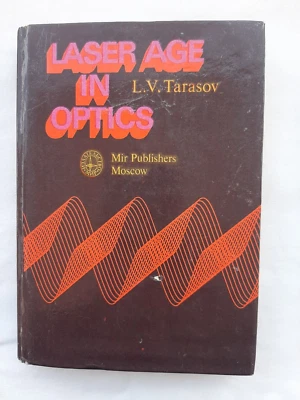 LASER AGE
IN
OPTICS
L.V. Tarasov
Mir Publishers
Moscow